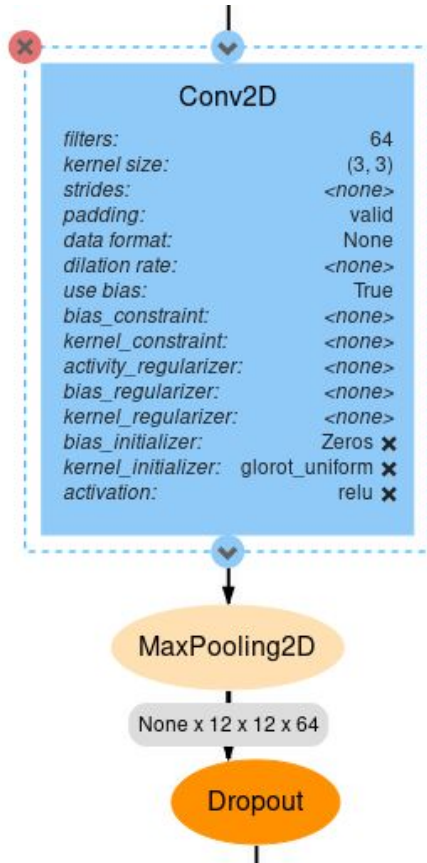 Conv2D
filters: 64
kernel size: (3, 3)
strides: <none>
padding: valid
data format: None
dilation rate: <none>
use bias: True
bias_constraint: <none>
kernel_constraint: <none>
activity_regularizer: <none>
bias_regularizer: <none>
kernel_regularizer: <none>
bias_initializer: Zeros ×
kernel_initializer: glorot_uniform ×
activation: relu ×
MaxPooling2D
None x 12 x 12 x 64
Dropout